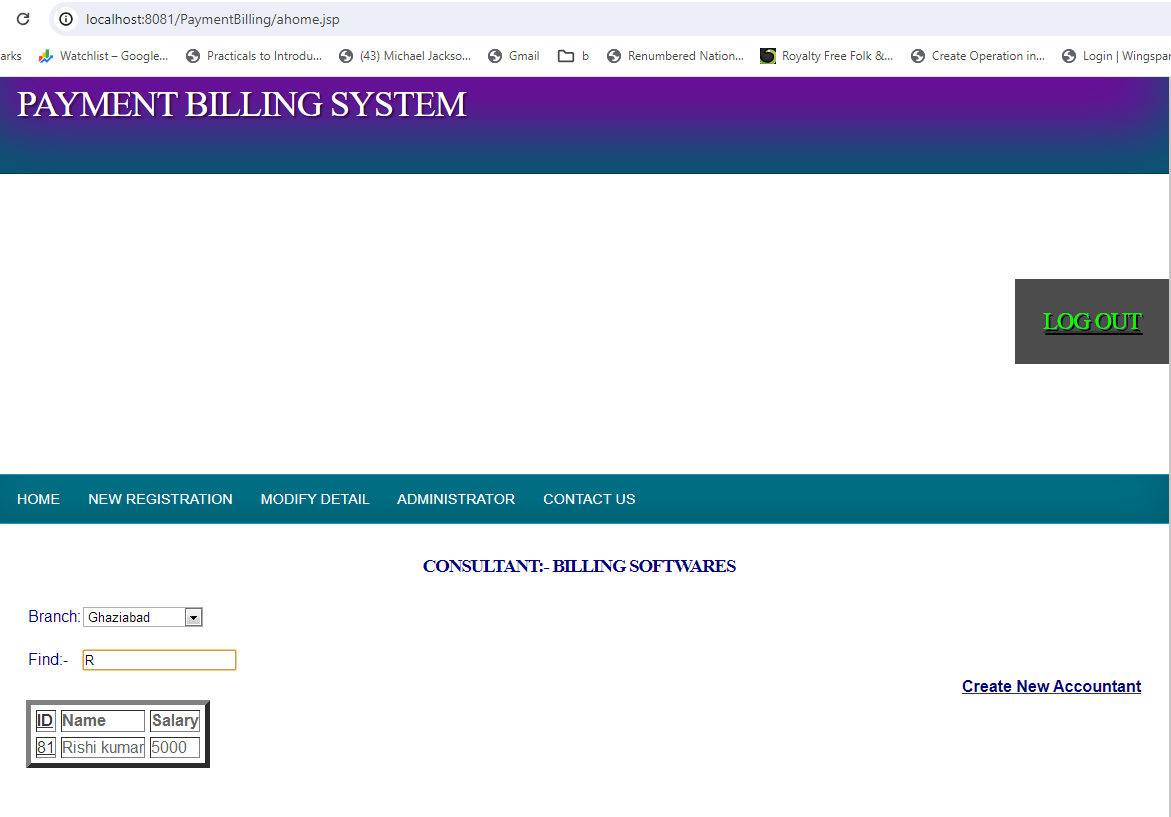 localhost:8081/PaymentBilling/ahome.jsp
arks Watchlist – Google... Practicals to Introdu... (43) Michael Jackso... Gmail b Renumbered Nation... Royalty Free Folk &... Create Operation in... Login | Wingspar
PAYMENT BILLING SYSTEM
LOG OUT
HOME NEW REGISTRATION MODIFY DETAIL ADMINISTRATOR CONTACT US
CONSULTANT:- BILLING SOFTWARES
Branch: Ghaziabad
Find:- R
Create New Accountant
ID Name Salary
81 Rishi kumar 5000